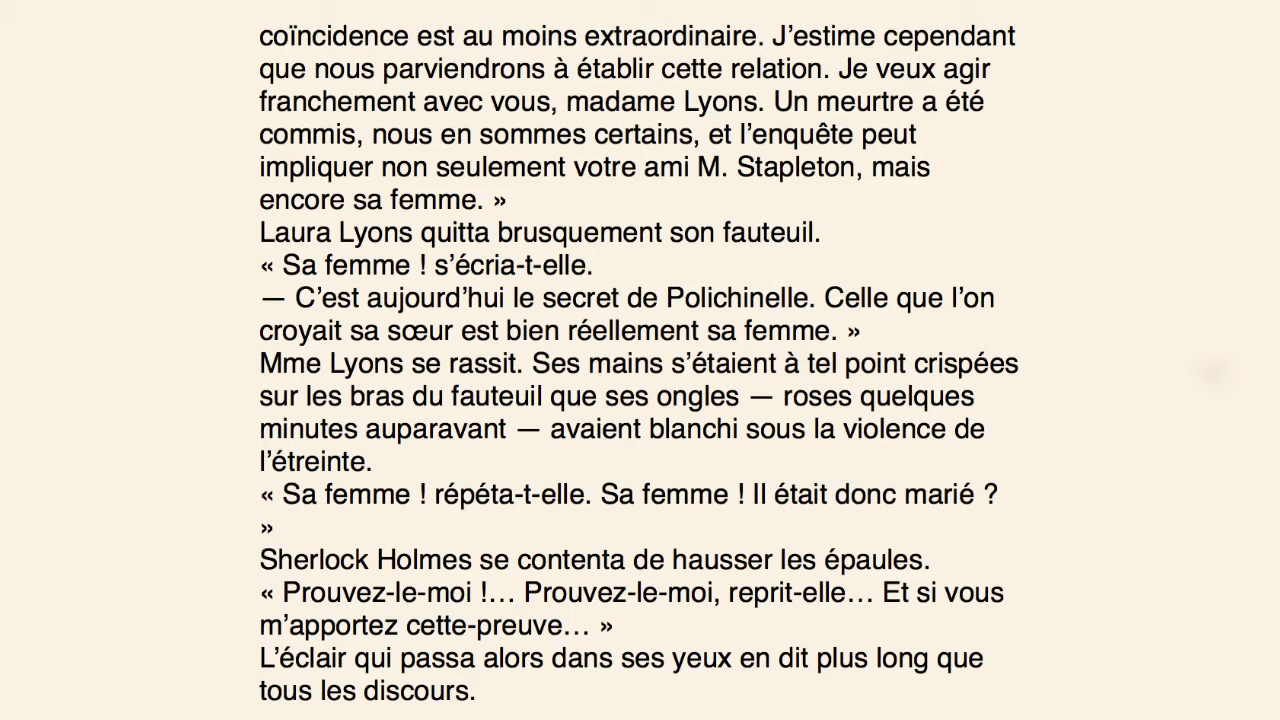 coïncidence est au moins extraordinaire. J’estime cependant
que nous parviendrons à établir cette relation. Je veux agir
franchement avec vous, madame Lyons. Un meurtre a été
commis, nous en sommes certains, et l’enquête peut
impliquer non seulement votre ami M. Stapleton, mais
encore sa femme. »
Laura Lyons quitta brusquement son fauteuil.
« Sa femme ! s’écria-t-elle.
— C’est aujourd’hui le secret de Polichinelle. Celle que l’on
croyait sa sœur est bien réellement sa femme. »
Mme Lyons se rassit. Ses mains s’étaient à tel point crispées
sur les bras du fauteuil que ses ongles — roses quelques
minutes auparavant — avaient blanchi sous la violence de
l’étreinte.
« Sa femme ! répéta-t-elle. Sa femme ! Il était donc marié ?
»
Sherlock Holmes se contenta de hausser les épaules.
« Prouvez-le-moi !… Prouvez-le-moi, reprit-elle… Et si vous
m’apportez cette-preuve… »
L’éclair qui passa alors dans ses yeux en dit plus long que
tous les discours.